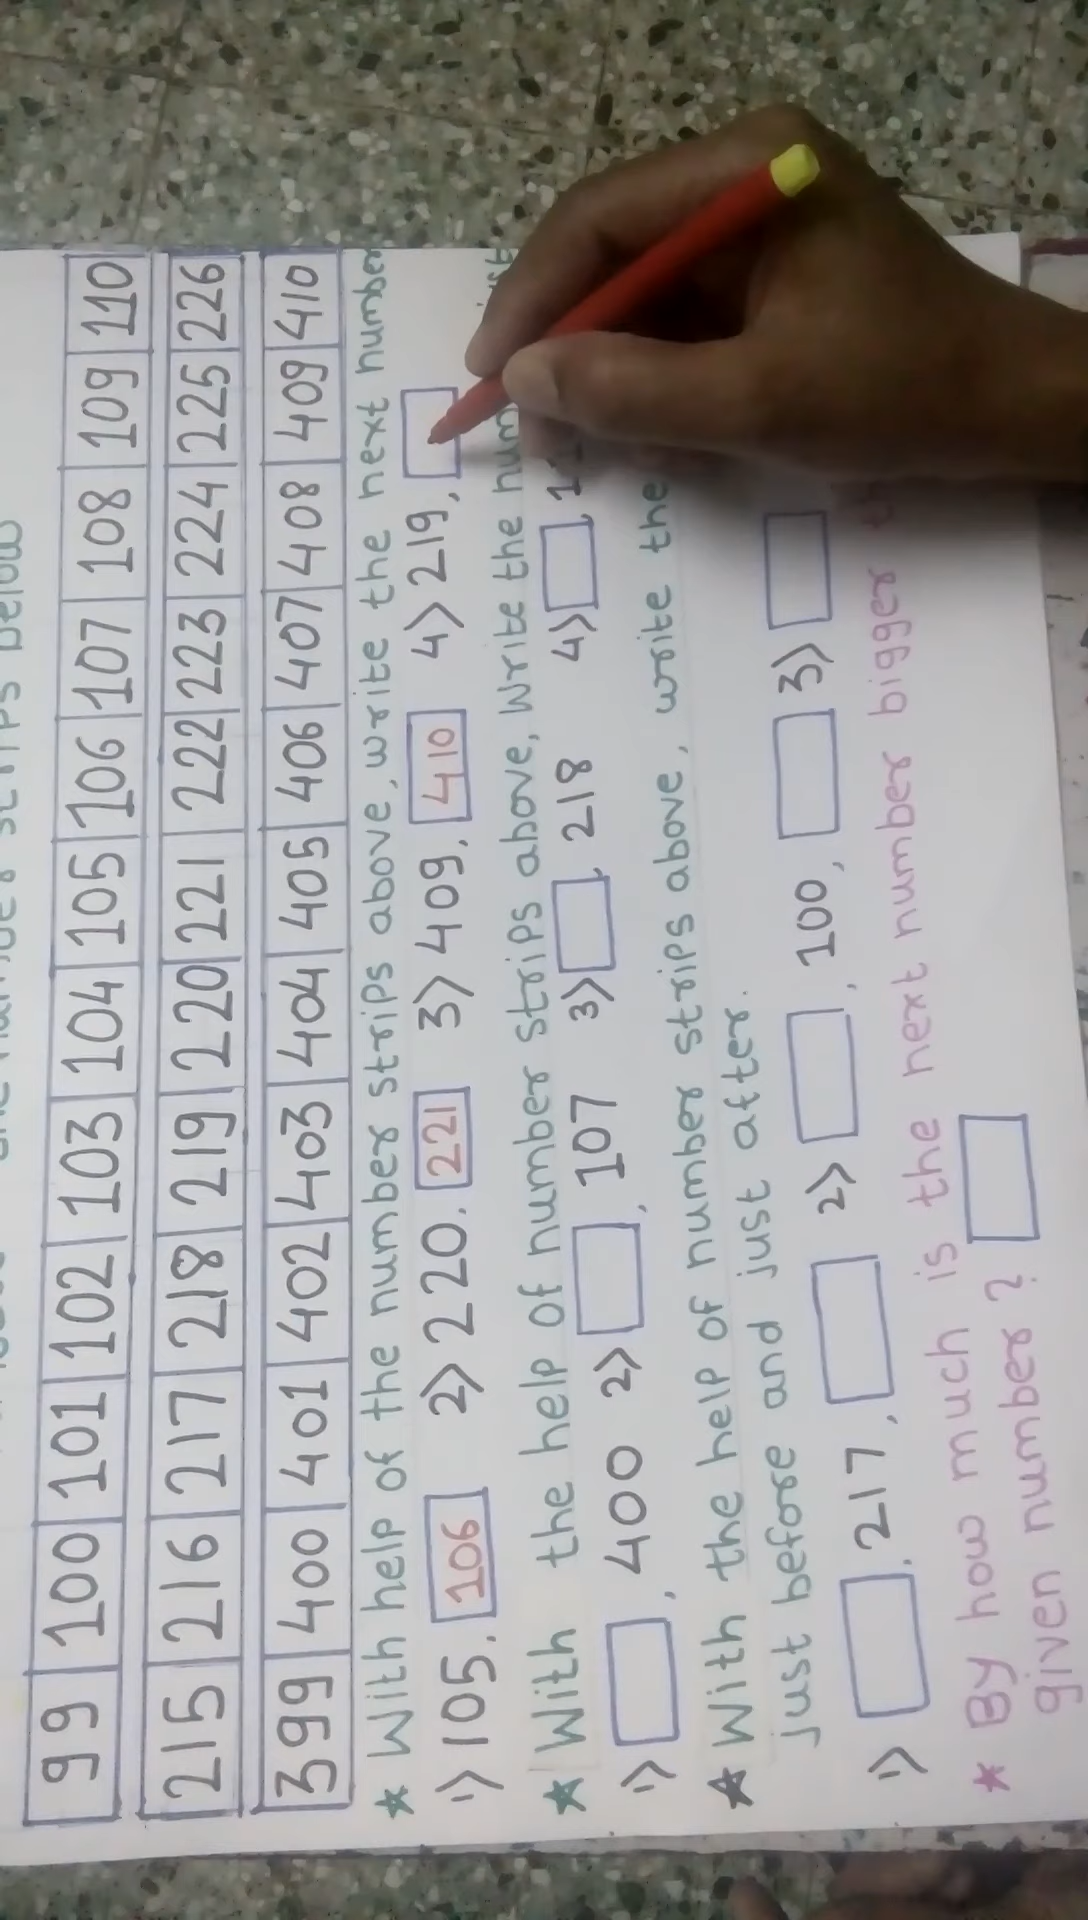 strips below
99 100 101 102 103 104 105 106 107 108 109 110
215 216 217 218 219 220 221 222 223 224 225 226
399 400 401 402 403 404 405 406 407 408 409 410
★ With help of the number strips above, write the next number
1) 105, 106 2) 220, 221 3) 409, 410 4) 219,
★ With the help of number strips above, Write the num
1) , 400 2) , 107 3) , 218 4) , 1
★ With the help of number strips above, write the
just before and just after.
1) , 217, 2) , 100, 3)
★ By how much is the next number bigger
given number ?